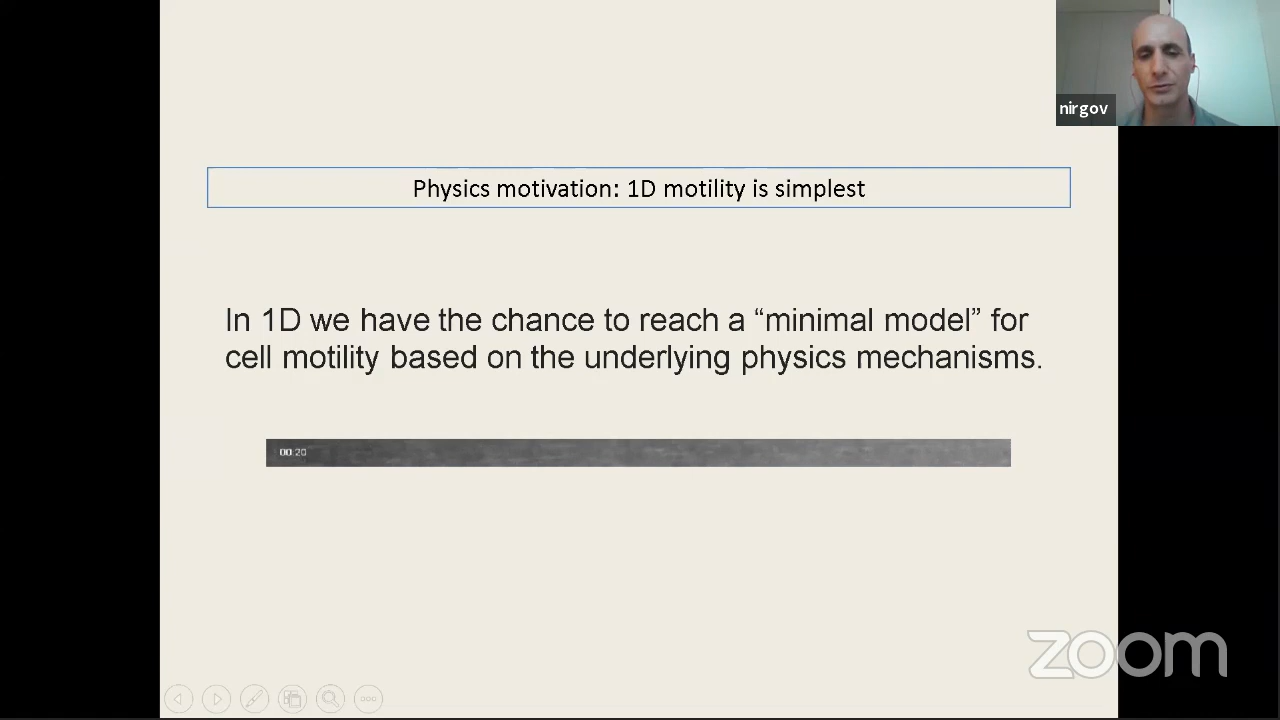 nirgov
Physics motivation: 1D motility is simplest
In 1D we have the chance to reach a “minimal model” for
cell motility based on the underlying physics mechanisms.
00:20
zoom